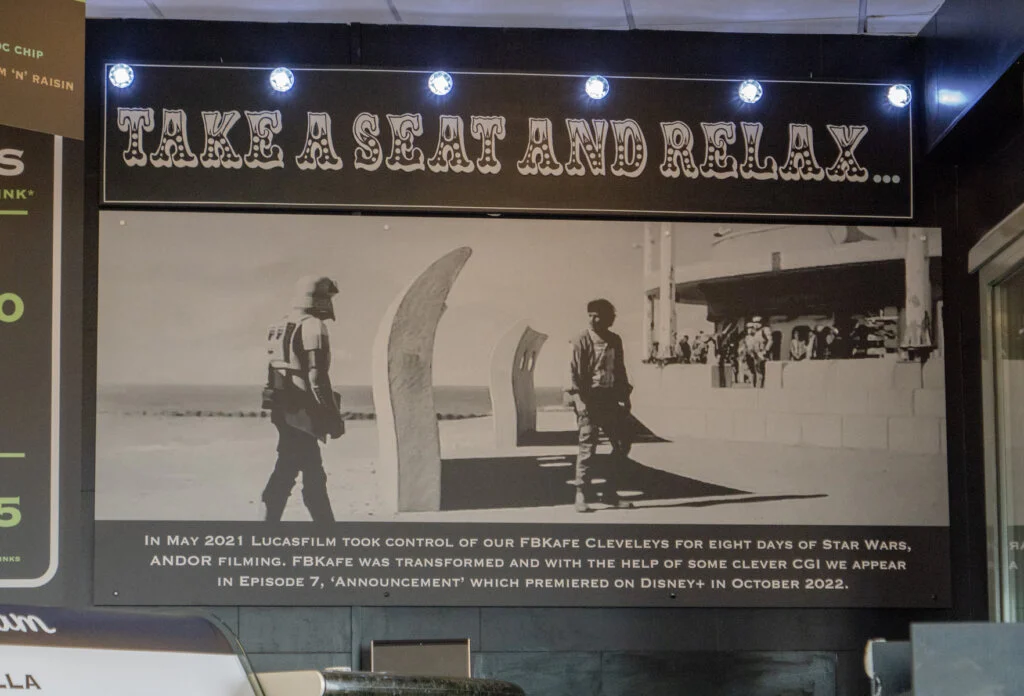 CHIP
'N' RAISIN
TAKE A SEAT AND RELAX...
In May 2021 Lucasfilm took control of our FBKafe Cleveleys for eight days of Star Wars,
ANDOR filming. FBKafe was transformed and with the help of some clever CGI we appear
in Episode 7, ‘Announcement’ which premiered on Disney+ in October 2022.